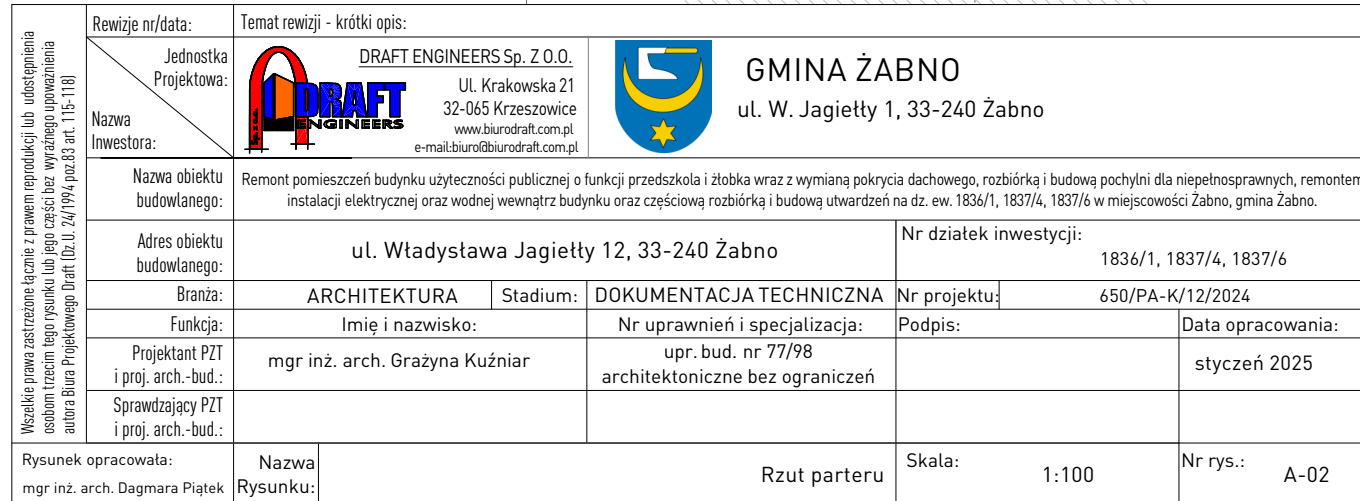 Wszelkie prawa zastrzeżone łącznie z prawem reprodukcji lub udostępnienia
osobom trzecim tego rysunku lub jego części bez wyraźnego upoważnienia
autora Biura Projektowego Draft (Dz.U. 24/1994 poz.83 art. 115-118)
Rewizje nr/data:
Temat rewizji - krótki opis:
Jednostka
Projektowa:
Nazwa
Inwestora:
Sp. z o.o.
DRAFT
ENGINEERS
DRAFT ENGINEERS Sp. Z O.O.
Ul. Krakowska 21
32-065 Krzeszowice
www.biurodraft.com.pl
e-mail:biuro@biurodraft.com.pl
GMINA ŻABNO
ul. W. Jagiełły 1, 33-240 Żabno
Nazwa obiektu
budowlanego:
Remont pomieszczeń budynku użyteczności publicznej o funkcji przedszkola i żłobka wraz z wymianą pokrycia dachowego, rozbiórką i budową pochylni dla niepełnosprawnych, remontem
instalacji elektrycznej oraz wodnej wewnątrz budynku oraz częściową rozbiórką i budową utwardzeń na dz. ew. 1836/1, 1837/4, 1837/6 w miejscowości Żabno, gmina Żabno.
Adres obiektu
budowlanego:
ul. Władysława Jagiełły 12, 33-240 Żabno
Nr działek inwestycji:
1836/1, 1837/4, 1837/6
Branża:
ARCHITEKTURA
Stadium:
DOKUMENTACJA TECHNICZNA
Nr projektu:
650/PA-K/12/2024
Funkcja:
Imię i nazwisko:
Nr uprawnień i specjalizacja:
Podpis:
Data opracowania:
Projektant PZT
i proj. arch.-bud.:
mgr inż. arch. Grażyna Kuźniar
upr. bud. nr 77/98
architektoniczne bez ograniczeń
styczeń 2025
Sprawdzający PZT
i proj. arch.-bud.:
Rysunek opracowała:
mgr inż. arch. Dagmara Piątek
Nazwa
Rysunku:
Rzut parteru
Skala:
1:100
Nr rys.:
A-02